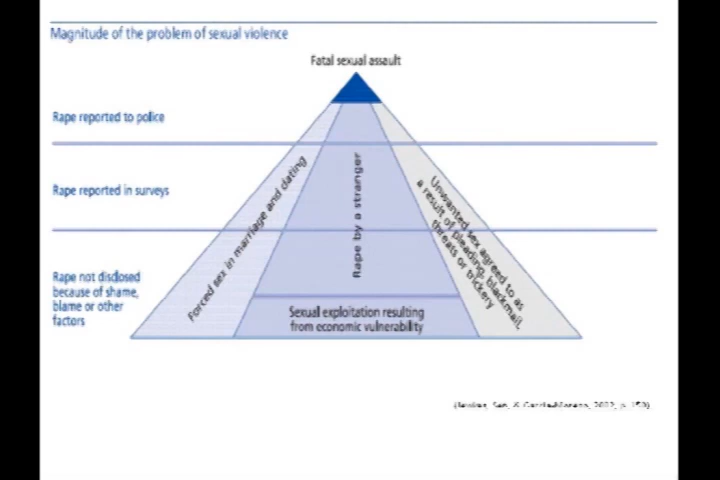 Magnitude of the problem of sexual violence
Fatal sexual assault
Rape reported to police
Rape reported in surveys
Rape not disclosed
because of shame,
blame or other
factors
Forced sex in marriage and dating
Rape by a stranger
Unwanted sex agreed to as
a result of pleading, blackmail,
threats or trickery
Sexual exploitation resulting
from economic vulnerability
2002, p. 150)